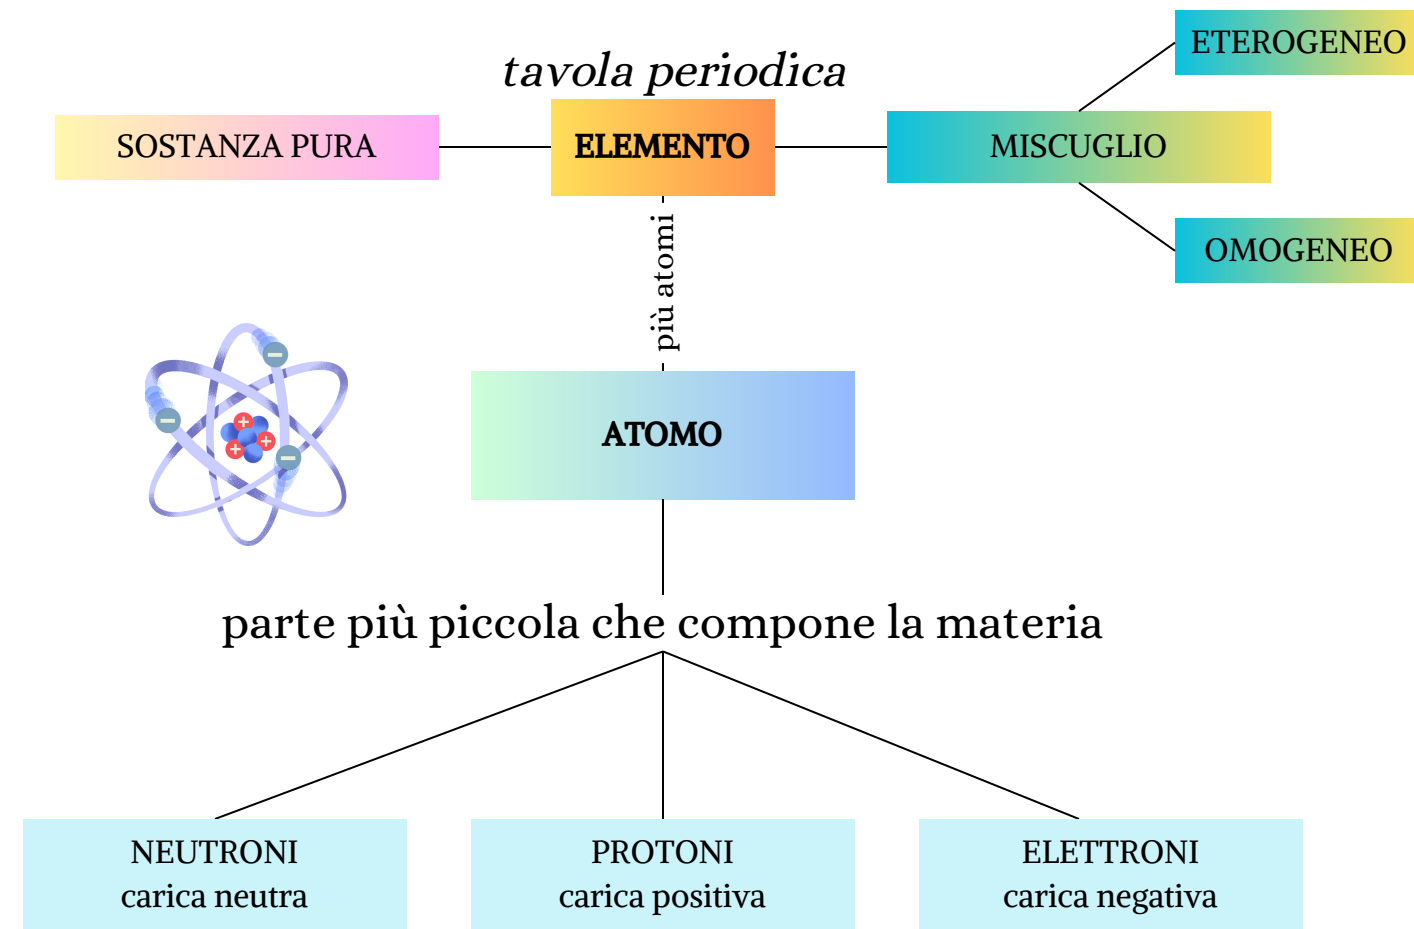 ETEROGENEO
tavola periodica
SOSTANZA PURA
ELEMENTO
MISCUGLIO
OMOGENEO
più atomi
ATOMO
parte più piccola che compone la materia
NEUTRONI
carica neutra
PROTONI
carica positiva
ELETTRONI
carica negativa